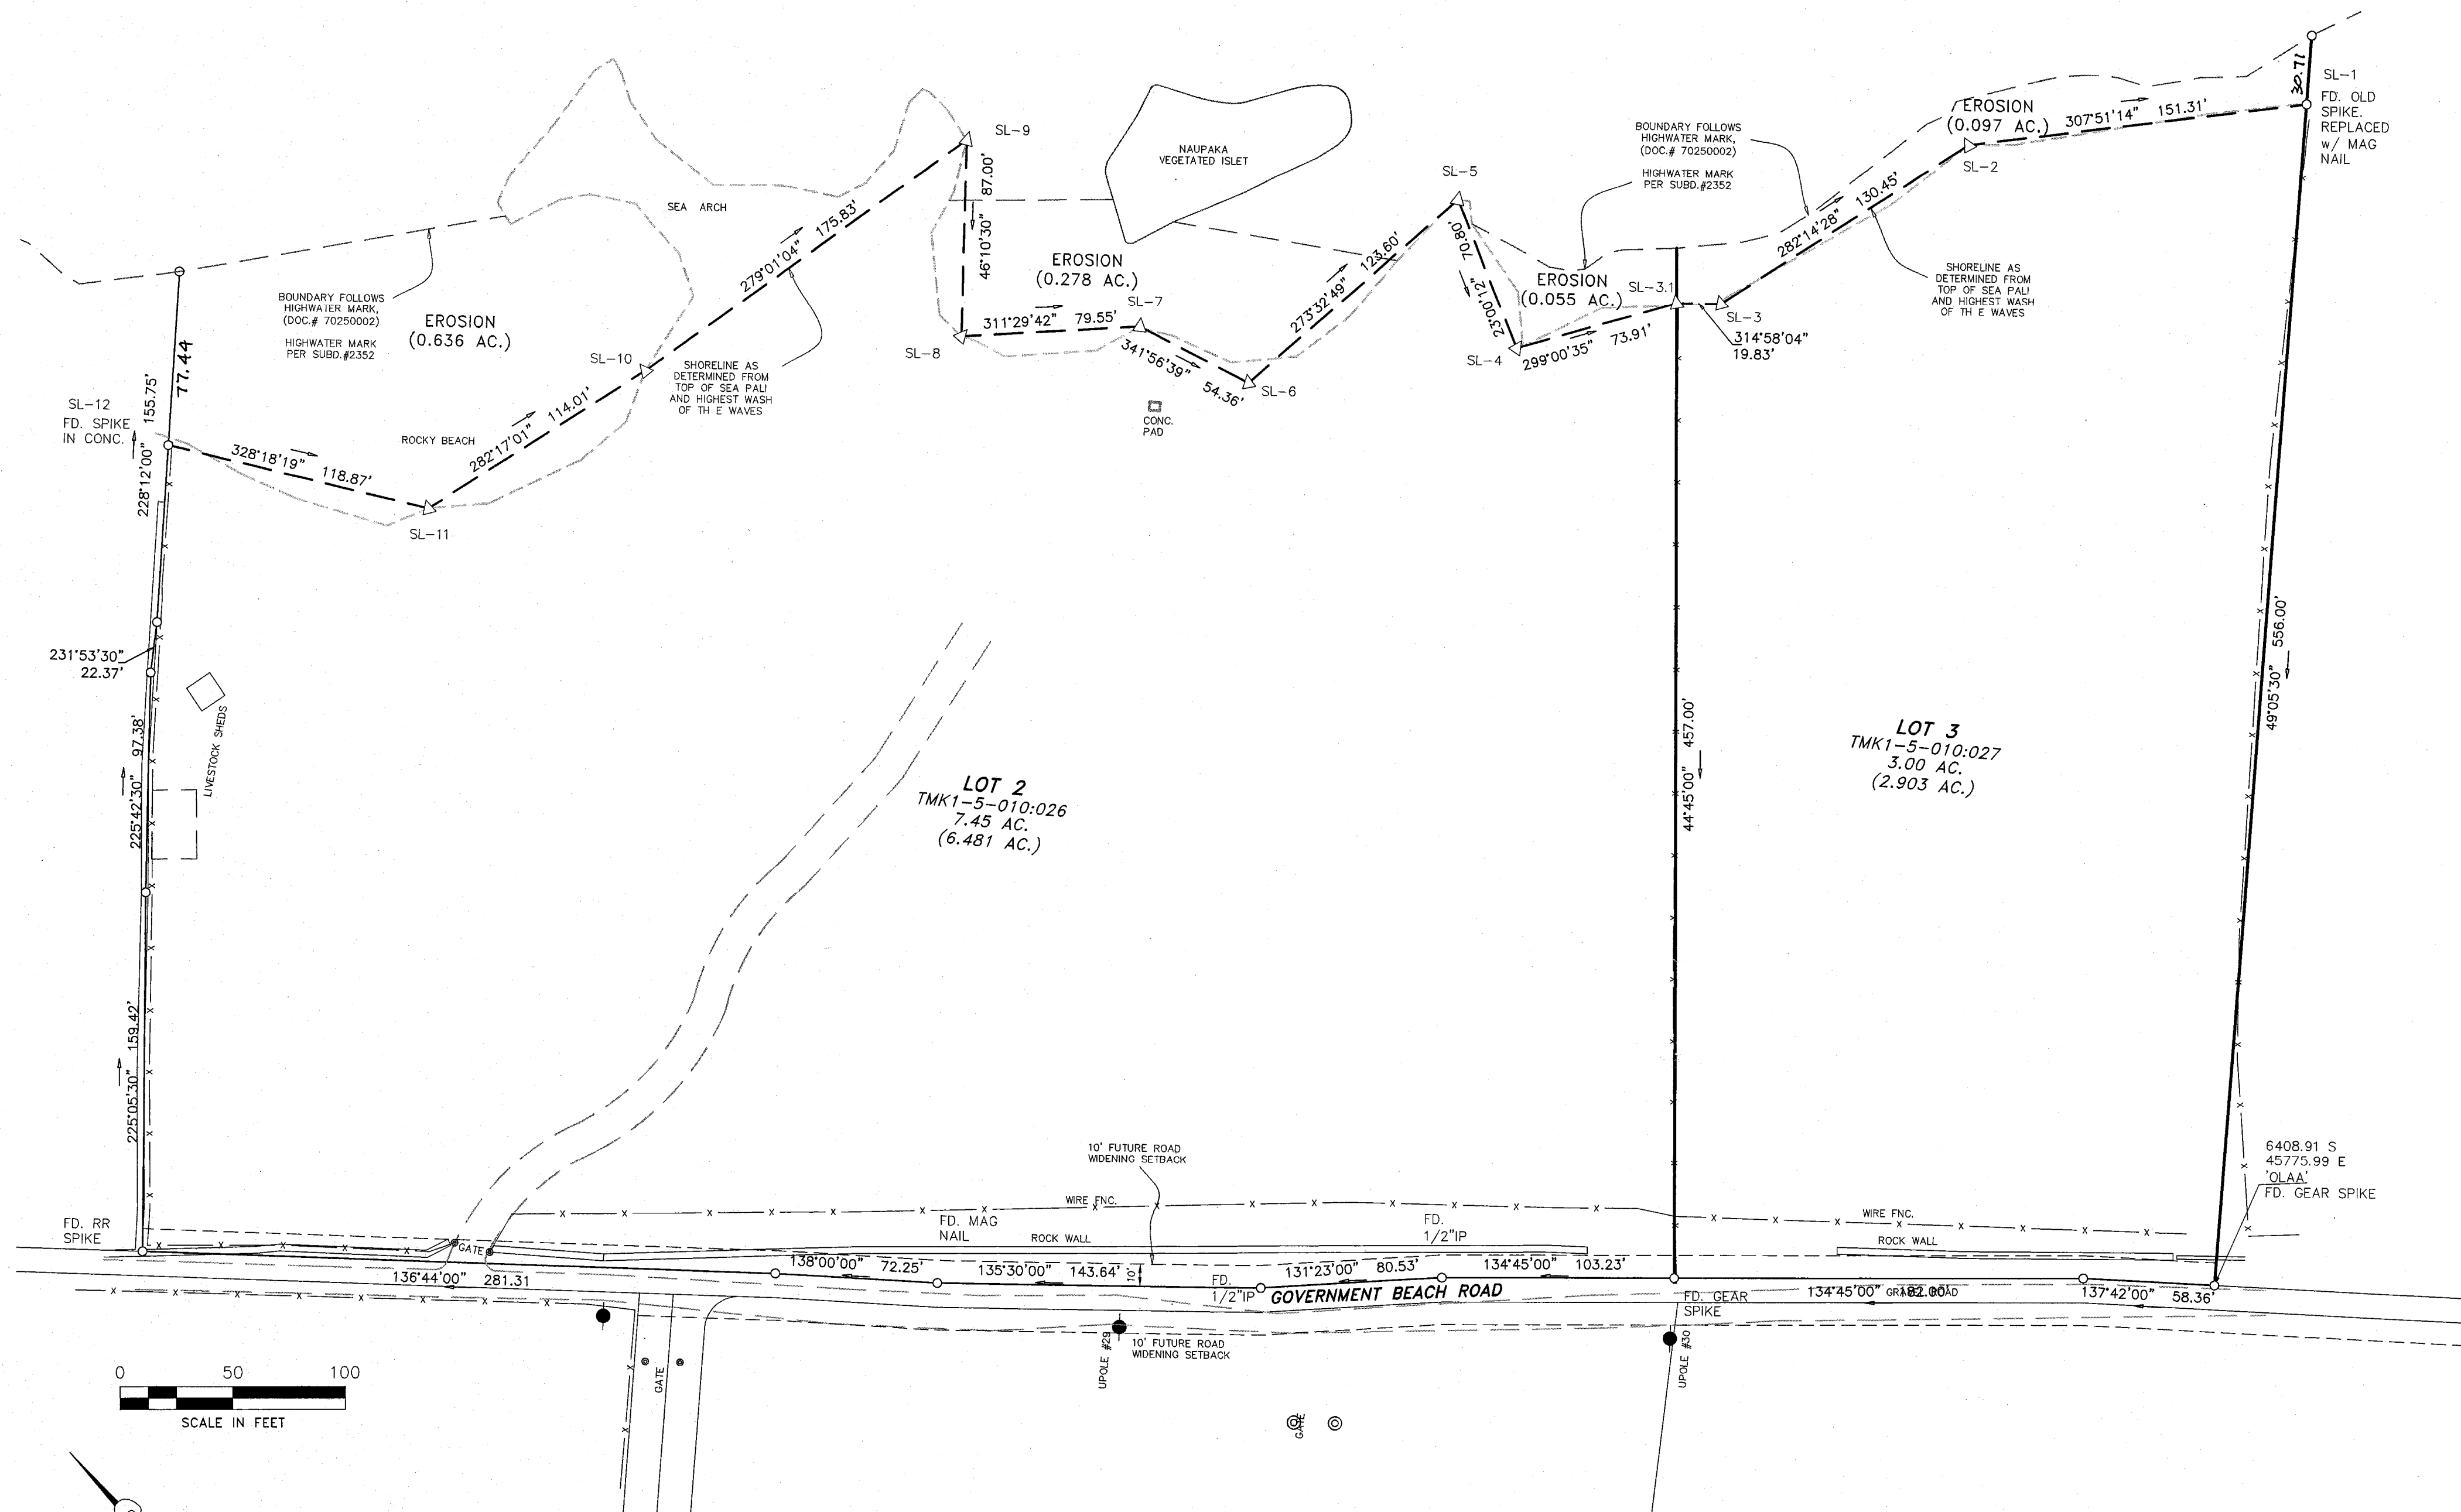 30.71
SL-1
FD. OLD
SPIKE.
REPLACED
w/ MAG
NAIL
EROSION
(0.097 AC.)
307°51'14" 151.31'
SL-2
BOUNDARY FOLLOWS
HIGHWATER MARK,
(DOC.# 70250002)
HIGHWATER MARK
PER SUBD.#2352
282°14'28" 130.45'
SHORELINE AS
DETERMINED FROM
TOP OF SEA PALI
AND HIGHEST WASH
OF TH E WAVES
SL-9
NAUPAKA
VEGETATED ISLET
SL-5
SEA ARCH
87.00'
46°10'30"
279°01'04" 175.83'
EROSION
(0.278 AC.)
SL-7
311°29'42" 79.55'
SL-8
341°56'39" 54.36'
SL-6
CONC.
PAD
273°32'49" 123.60'
70.80'
23°00'12"
EROSION
(0.055 AC.)
SL-3.1
SL-3
SL-4
299°00'35" 73.91'
314°58'04"
19.83'
BOUNDARY FOLLOWS
HIGHWATER MARK,
(DOC.# 70250002)
HIGHWATER MARK
PER SUBD.#2352
EROSION
(0.636 AC.)
SL-10
SHORELINE AS
DETERMINED FROM
TOP OF SEA PALI
AND HIGHEST WASH
OF TH E WAVES
77.44
228°12'00" 155.75'
SL-12
FD. SPIKE
IN CONC.
ROCKY BEACH
328°18'19" 118.87'
282°17'01" 114.01'
SL-11
231°53'30"
22.37'
LIVESTOCK SHEDS
225°42'30" 97.38'
225°05'30" 159.42'
LOT 2
TMK1-5-010:026
7.45 AC.
(6.481 AC.)
44°45'00" 457.00'
LOT 3
TMK1-5-010:027
3.00 AC.
(2.903 AC.)
49°05'30" 556.00'
6408.91 S
45775.99 E
'OLAA'
FD. GEAR SPIKE
10' FUTURE ROAD
WIDENING SETBACK
WIRE FNC.
WIRE FNC.
FD. RR
SPIKE
GATE
FD. MAG
NAIL
ROCK WALL
FD.
1/2"IP
ROCK WALL
136°44'00" 281.31
138°00'00" 72.25'
135°30'00" 143.64'
10'
FD.
1/2"IP
131°23'00" 80.53'
134°45'00" 103.23'
GOVERNMENT BEACH ROAD
FD. GEAR
SPIKE
134°45'00" 182.00'
GRAVEL ROAD
137°42'00" 58.36'
UPOLE #29
10' FUTURE ROAD
WIDENING SETBACK
UPOLE #30
GATE
GATE
0 50 100
SCALE IN FEET